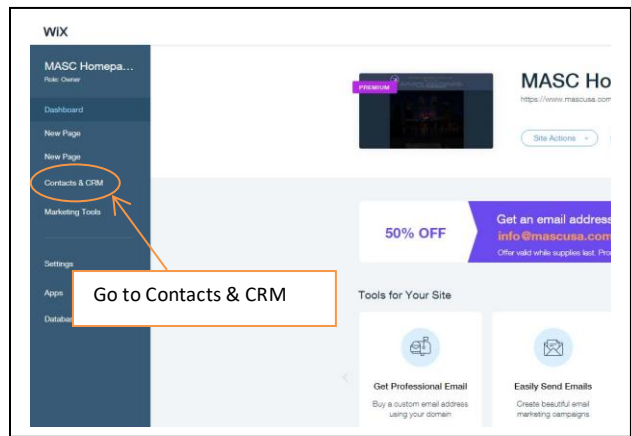 WiX
MASC Homepa...
Role: Owner
Dashboard
New Page
New Page
Contacts & CRM
Marketing Tools
Settings
Apps
Databa
Go to Contacts & CRM
PREMIUM
MASC Ho
https://www.mascusa.com
Site Actions
50% OFF
Get an email address
info@mascusa.com
Offer valid while supplies last. Pro
Tools for Your Site
Get Professional Email
Buy a custom email address
using your domain
Easily Send Emails
Create beautiful email
marketing campaigns